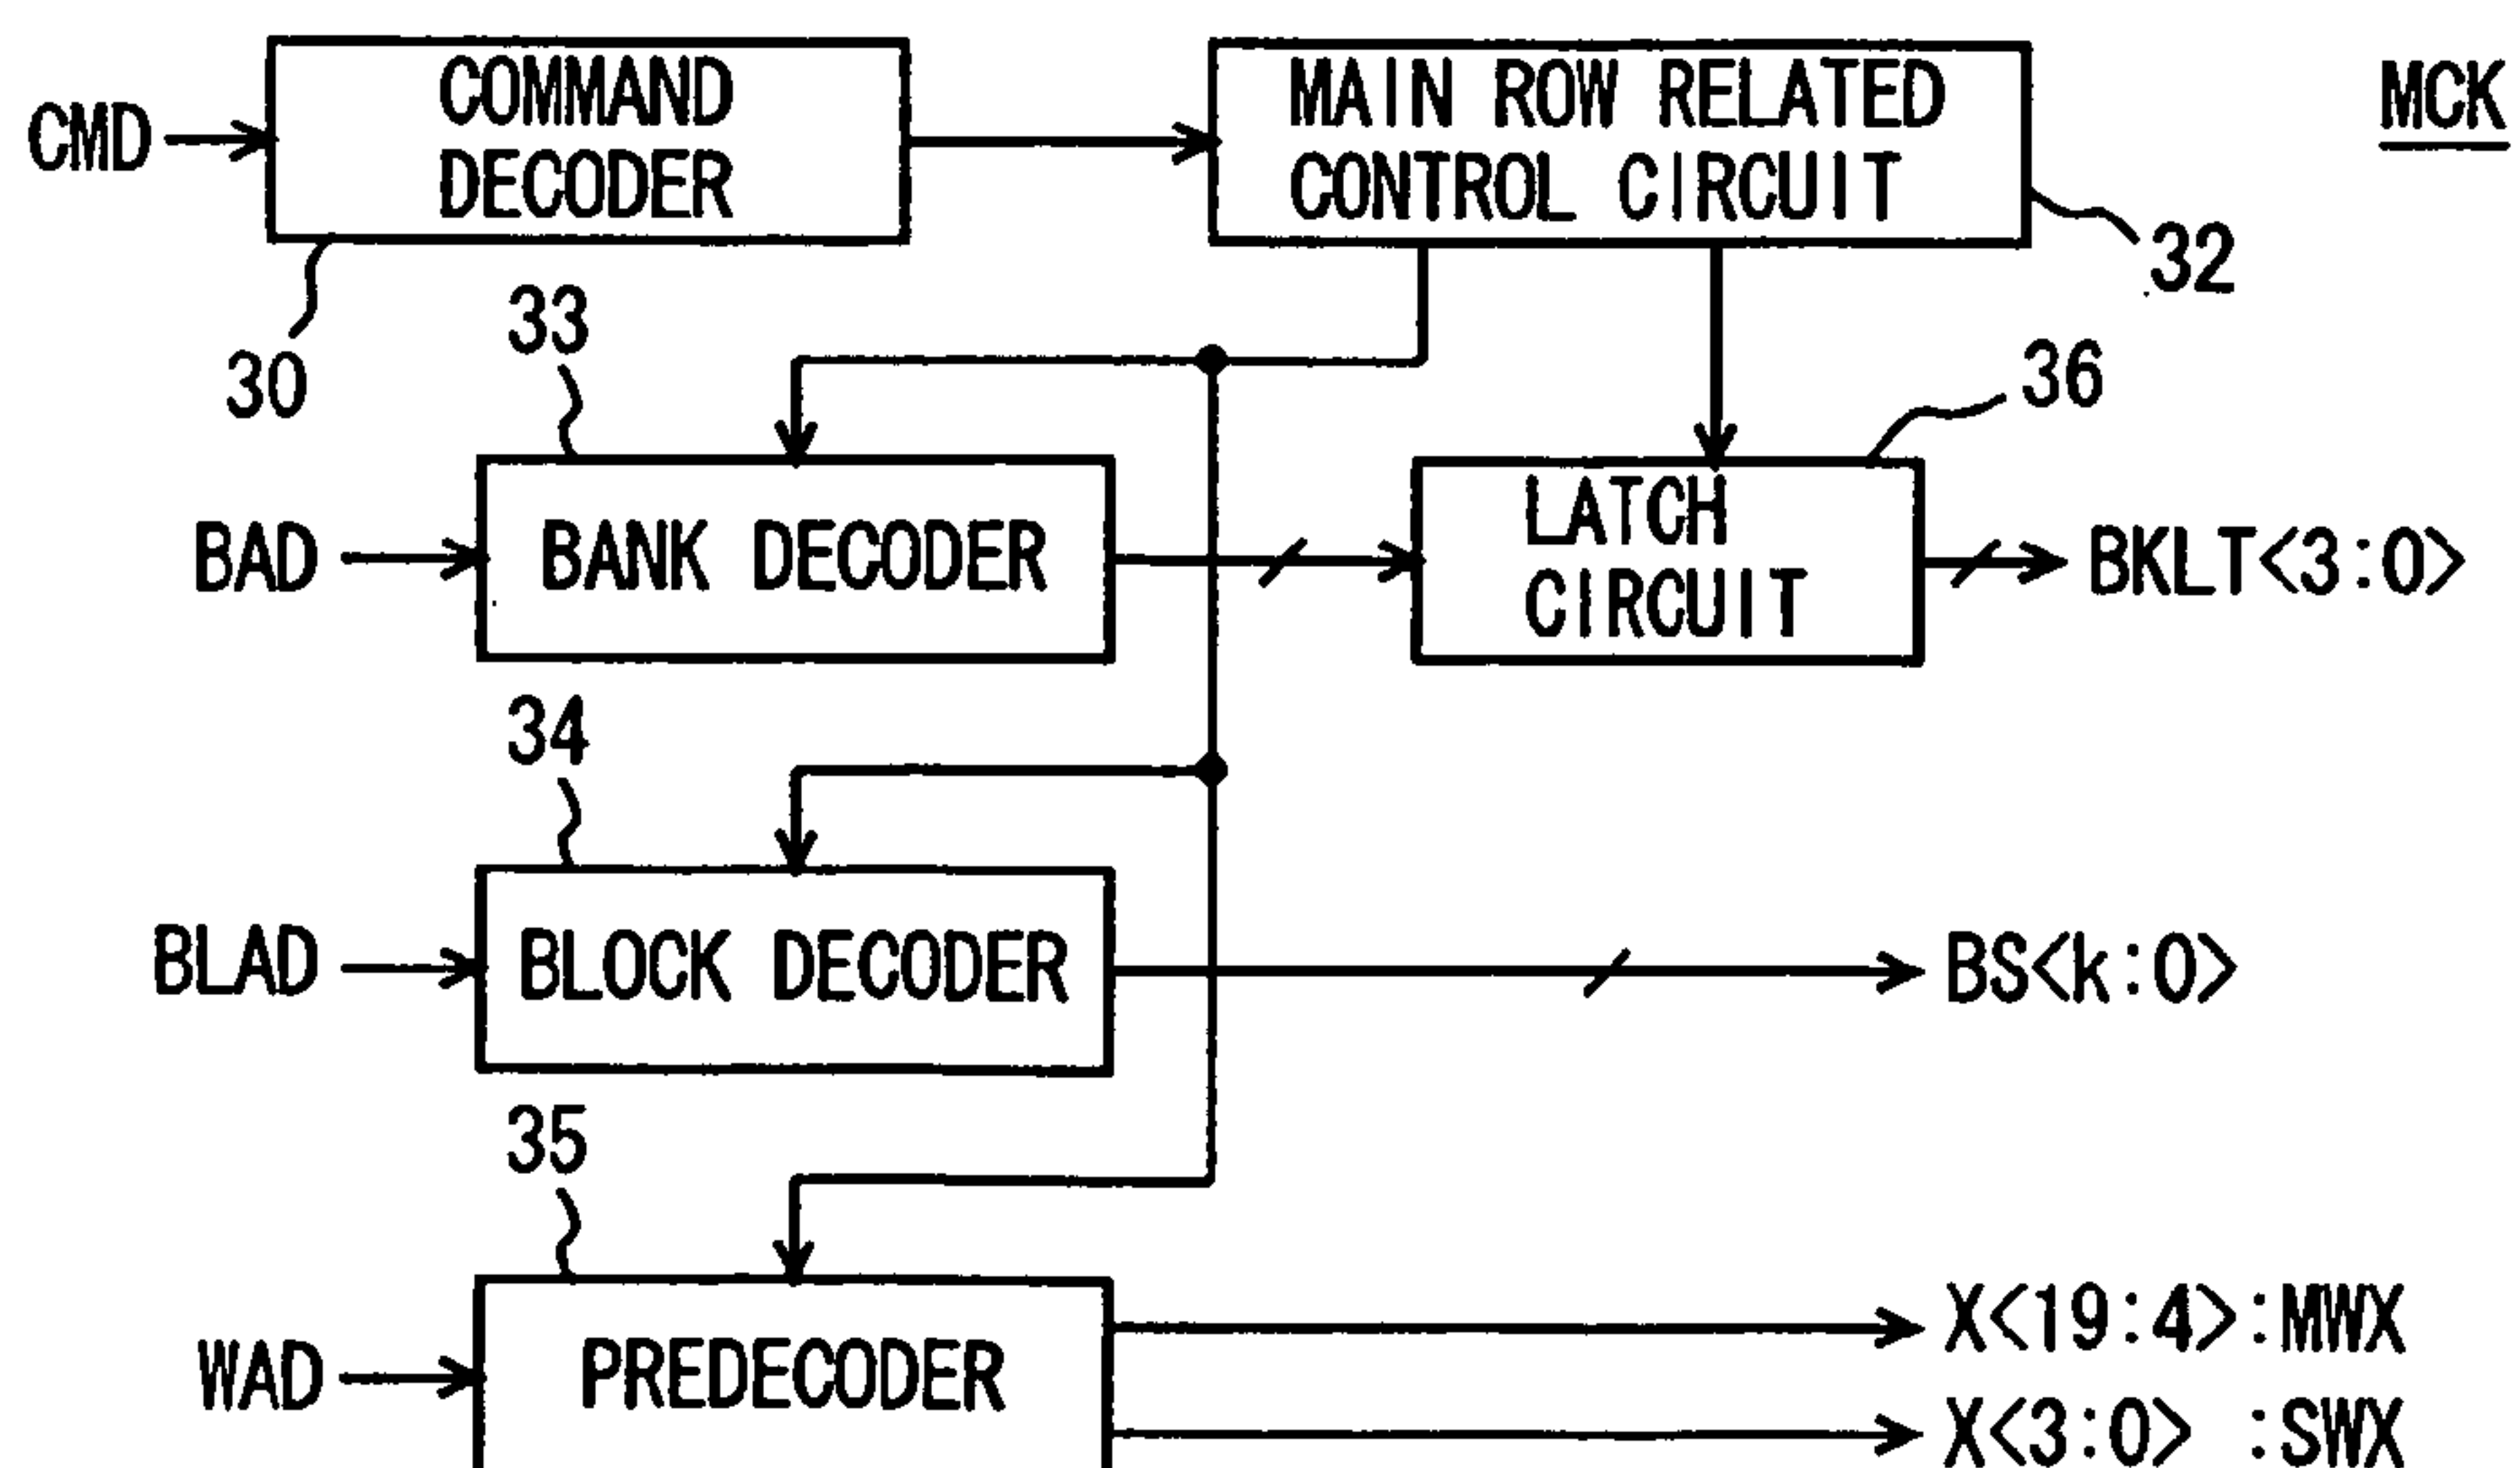 COMMAND
DECODER
MAIN ROW RELATED
CONTROL CIRCUIT
MCK
CMD
32
30
33
36
BAD
BANK DECODER
LATCH
CIRCUIT
BKLT<3:0>
34
BLAD
BLOCK DECODER
BS<k:0>
35
WAD
PREDECODER
X<19:4>:MWX
X<3:0> :SWX